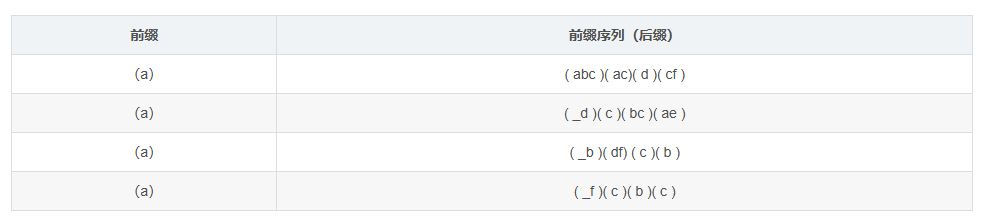 前缀 前缀序列（后缀）
（a） ( abc )( ac)( d )( cf )
（a） ( _d )( c )( bc )( ae )
（a） ( _b )( df) ( c )( b )
（a） ( _f )( c )( b )( c )